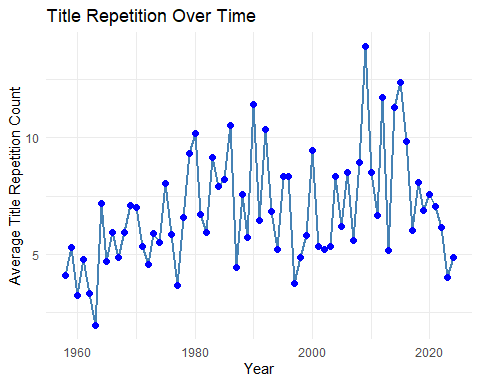 Title Repetition Over Time
Average Title Repetition Count
10
5
1960 1980 2000 2020
Year